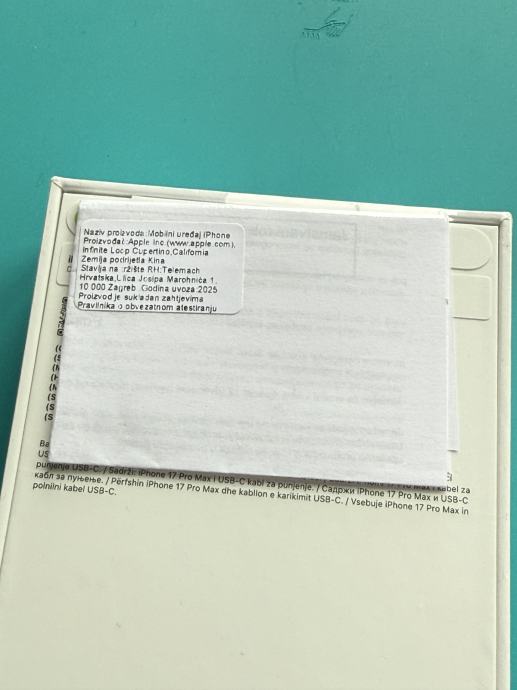 Naziv proizvoda:Mobilni uređaj iPhone
Proizvođač:Apple Inc.(www.apple.com),
Infinite Loop Cupertino,California
Zemlja podrijetla Kina
Stavlja na tržište RH:Telemach
Hrvatska,Ulica Josipa Marohnića 1,
10 000 Zagreb Godina uvoza 2025
Proizvod je sukladan zahtjevima
Pravilnika o obveznom atestiranju
Ba
US
punjenje USB-C. / Sadrži: iPhone 17 Pro Max i USB-C kabl za punjenje. / Садржи iPhone 17 Pro Max и USB-C
кабл за пуњење. / Përfshin iPhone 17 Pro Max dhe kabllon e karikimit USB-C. / Vsebuje iPhone 17 Pro Max in
polnilni kabel USB-C.